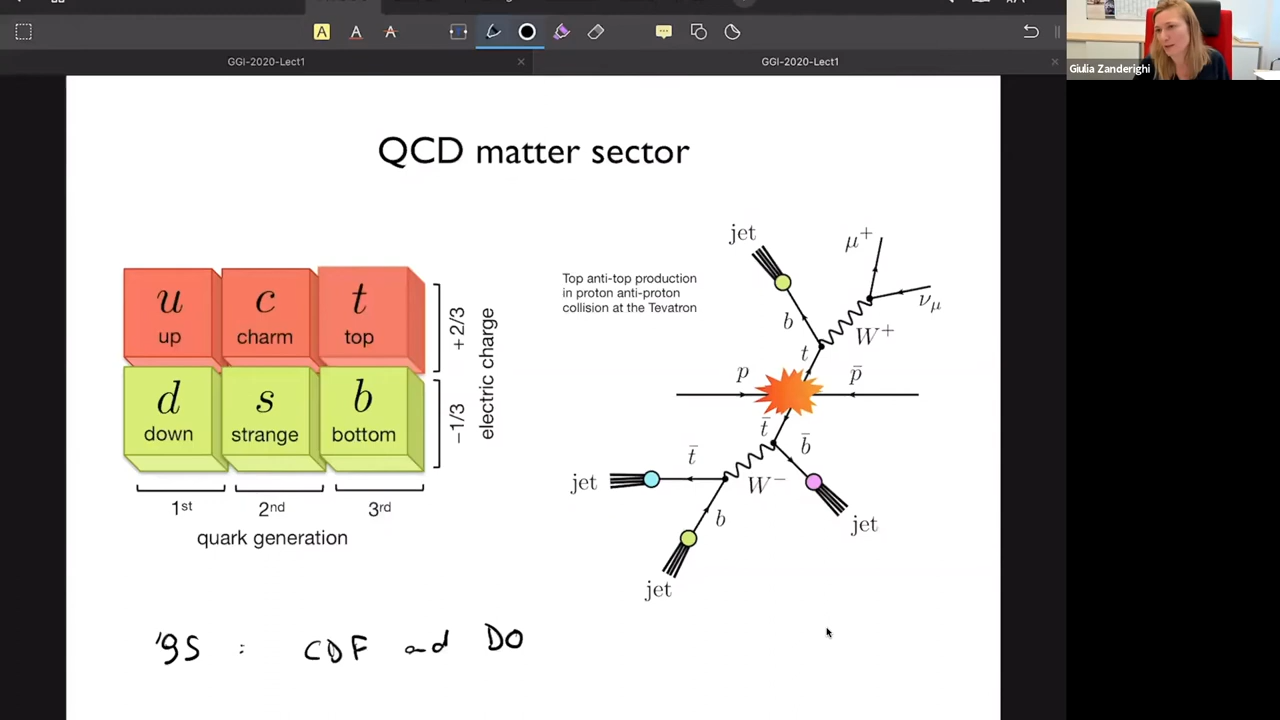 GGI-2020-Lect1
GGI-2020-Lect1
Giulia Zanderighi
QCD matter sector
u
up
c
charm
t
top
d
down
s
strange
b
bottom
+2/3
−1/3
electric charge
1st
2nd
3rd
quark generation
Top anti-top production
in proton anti-proton
collision at the Tevatron
jet
μ+
νμ
b
W+
t
p
p̄
t̄
b̄
t̄
W−
jet
b
jet
jet
'95 : CDF and D0